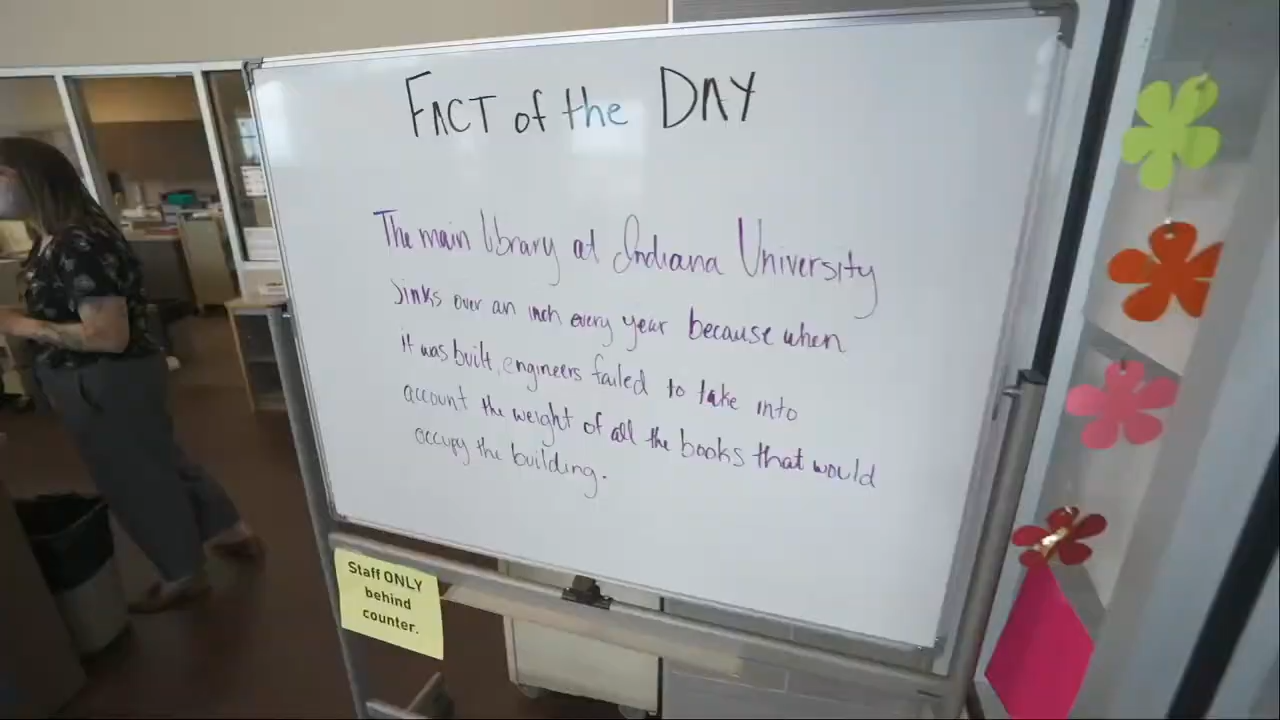 FACT of the DAY
The main library at Indiana University
sinks over an inch every year because when
it was built, engineers failed to take into
account the weight of all the books that would
occupy the building.
Staff ONLY
behind
counter.